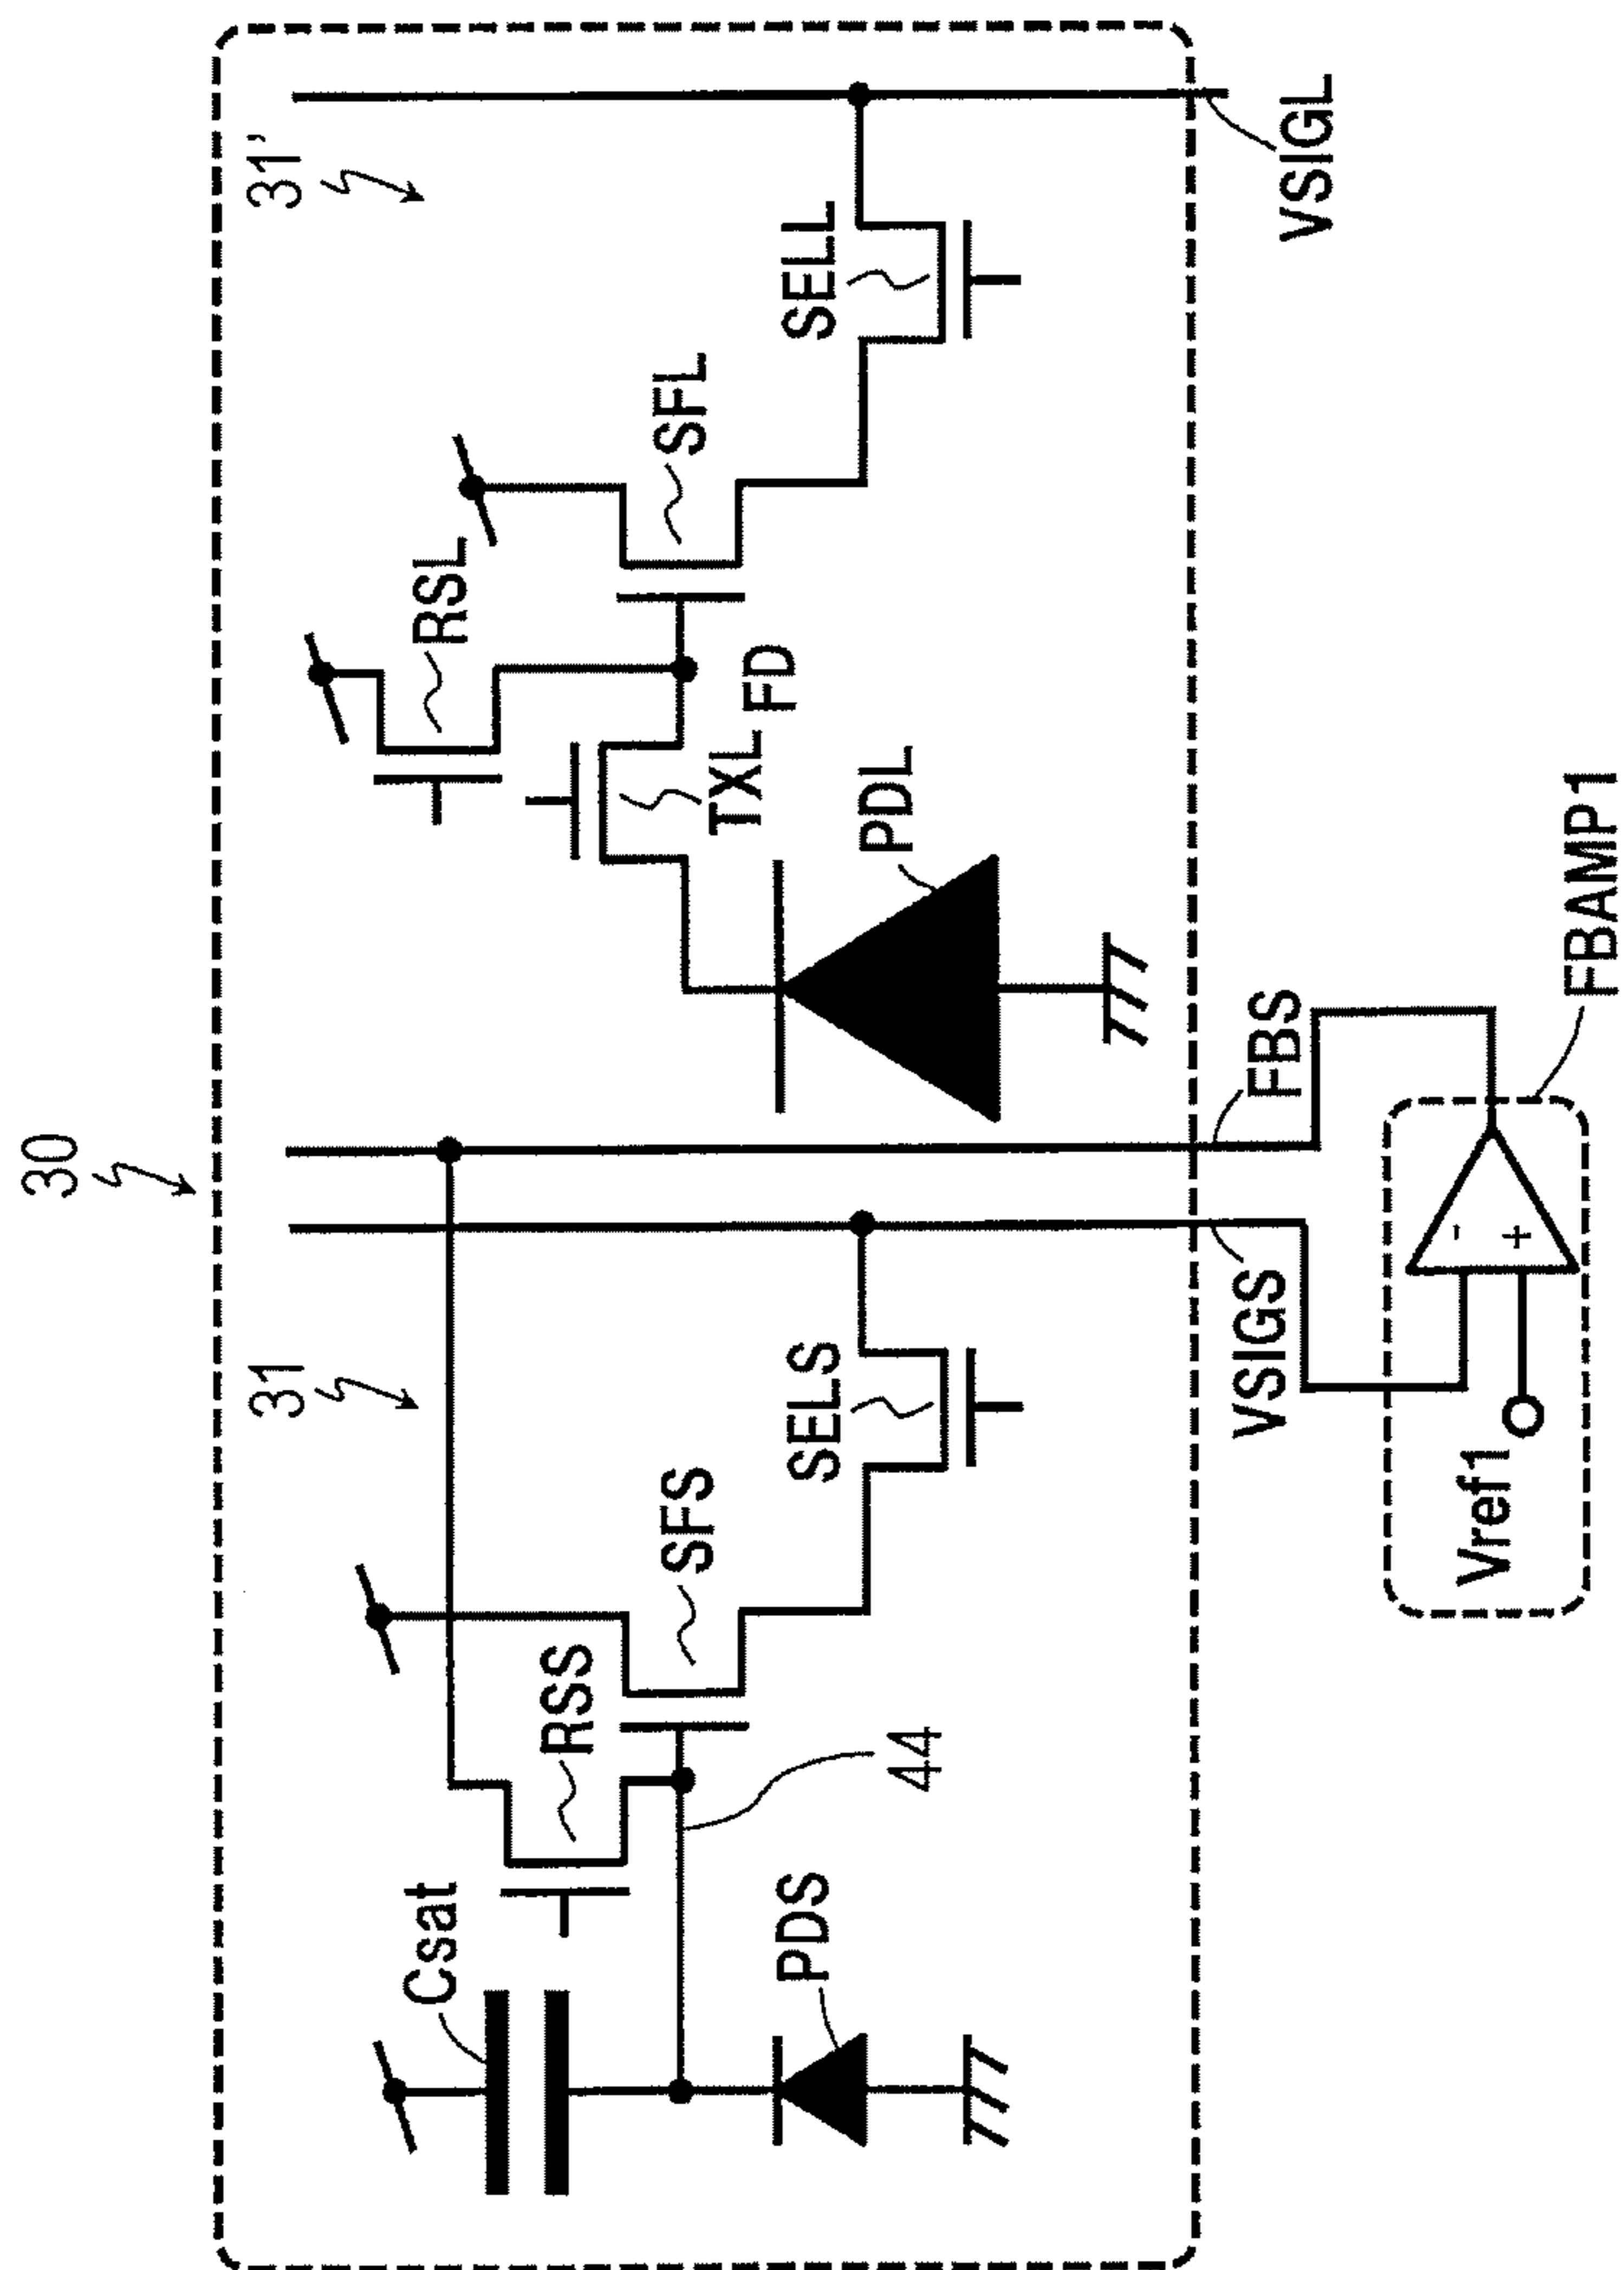 30
31
31'
Csat
RSS
SFS
SELS
PDS
44
RSL
SFL
SELL
TXL
FD
PDL
VSIGS
FBS
VSIGL
Vref1
-
+
FBAMP1